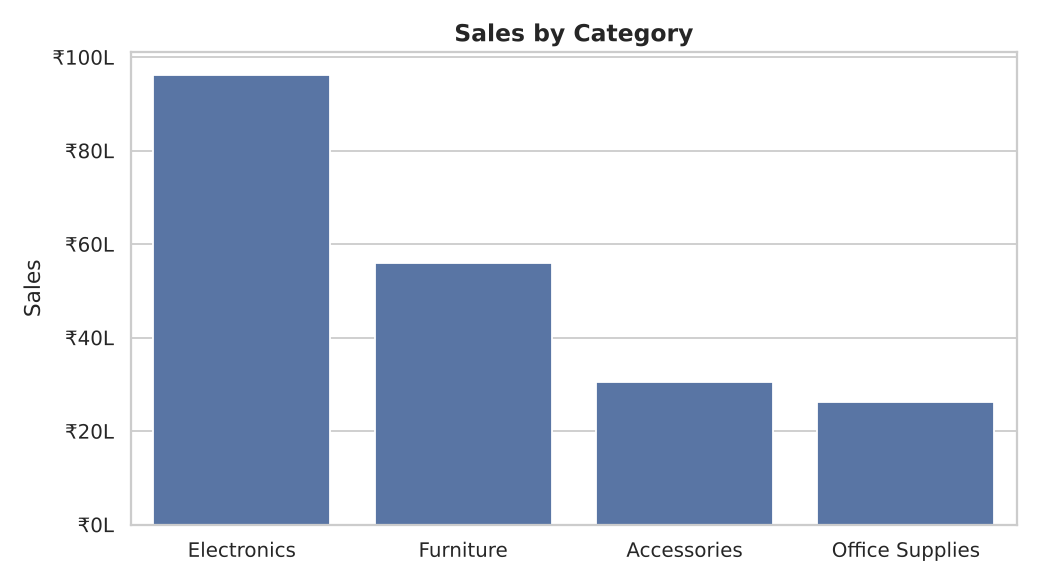 Sales by Category
₹100L
₹80L
₹60L
₹40L
₹20L
₹0L
Sales
Electronics
Furniture
Accessories
Office Supplies